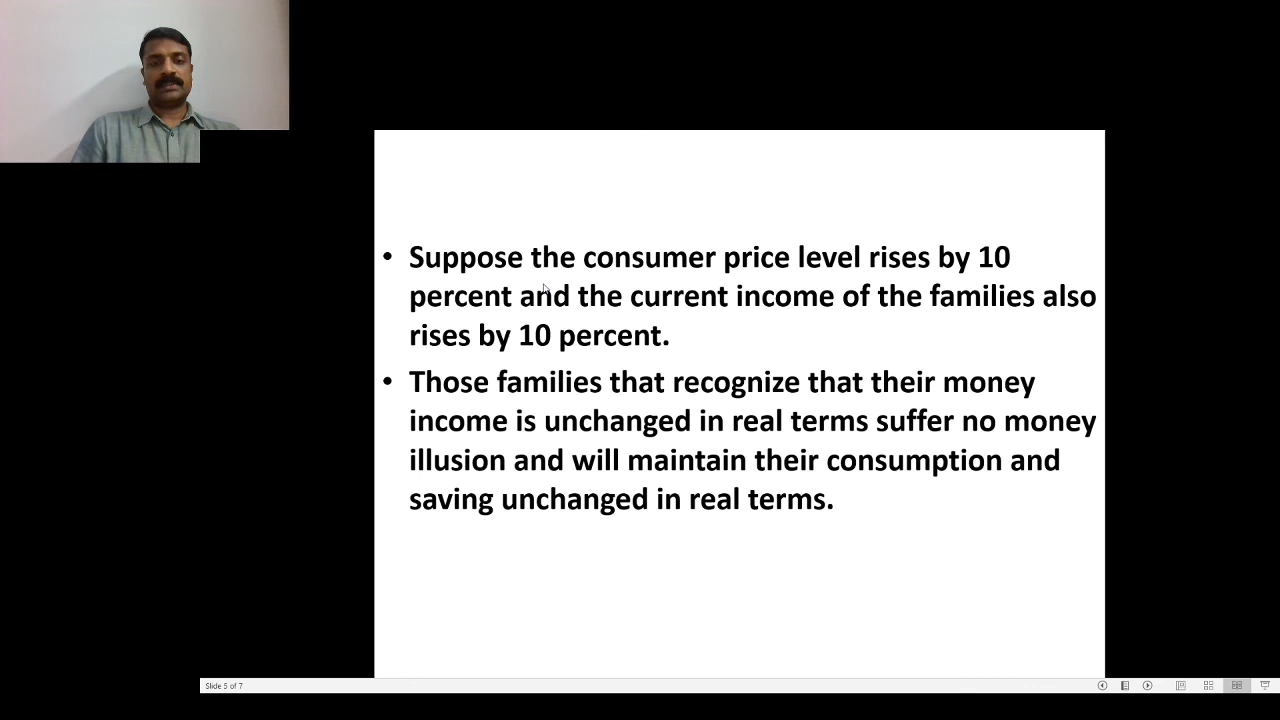 • Suppose the consumer price level rises by 10
percent and the current income of the families also
rises by 10 percent.
• Those families that recognize that their money
income is unchanged in real terms suffer no money
illusion and will maintain their consumption and
saving unchanged in real terms.
Slide 5 of 7